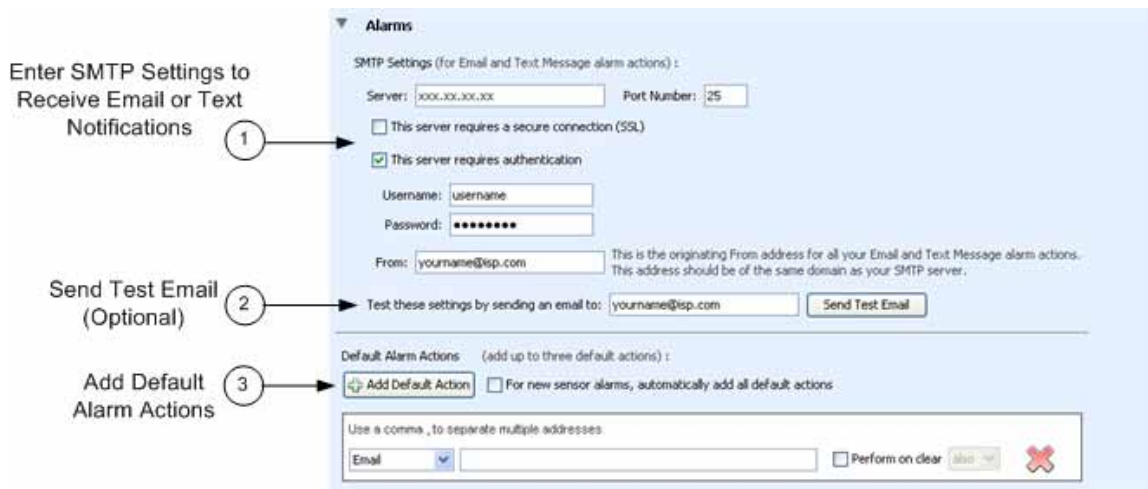 Alarms
SMTP Settings (for Email and Text Message alarm actions) :
Enter SMTP Settings to
Receive Email or Text
Notifications
1
Server: xxx.xx.xx.xx Port Number: 25
This server requires a secure connection (SSL)
This server requires authentication
Username: username
Password: ••••••••
From: yourname@isp.com
This is the originating From address for all your Email and Text Message alarm actions.
This address should be of the same domain as your SMTP server.
Send Test Email
(Optional)
2
Test these settings by sending an email to: yourname@isp.com Send Test Email
Default Alarm Actions (add up to three default actions) :
Add Default
Alarm Actions
3
Add Default Action For new sensor alarms, automatically add all default actions
Use a comma , to separate multiple addresses
Email Perform on clear also